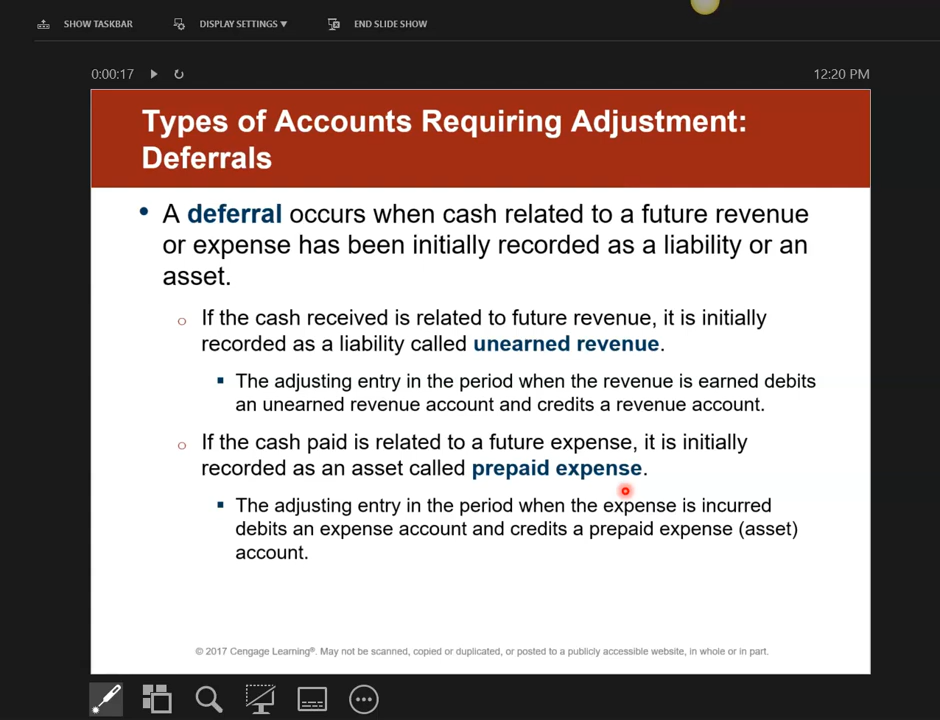 SHOW TASKBAR DISPLAY SETTINGS ▼ END SLIDE SHOW
0:00:17 12:20 PM
Types of Accounts Requiring Adjustment:
Deferrals
• A deferral occurs when cash related to a future revenue
or expense has been initially recorded as a liability or an
asset.
o If the cash received is related to future revenue, it is initially
recorded as a liability called unearned revenue.
▪ The adjusting entry in the period when the revenue is earned debits
an unearned revenue account and credits a revenue account.
o If the cash paid is related to a future expense, it is initially
recorded as an asset called prepaid expense.
▪ The adjusting entry in the period when the expense is incurred
debits an expense account and credits a prepaid expense (asset)
account.
© 2017 Cengage Learning®. May not be scanned, copied or duplicated, or posted to a publicly accessible website, in whole or in part.